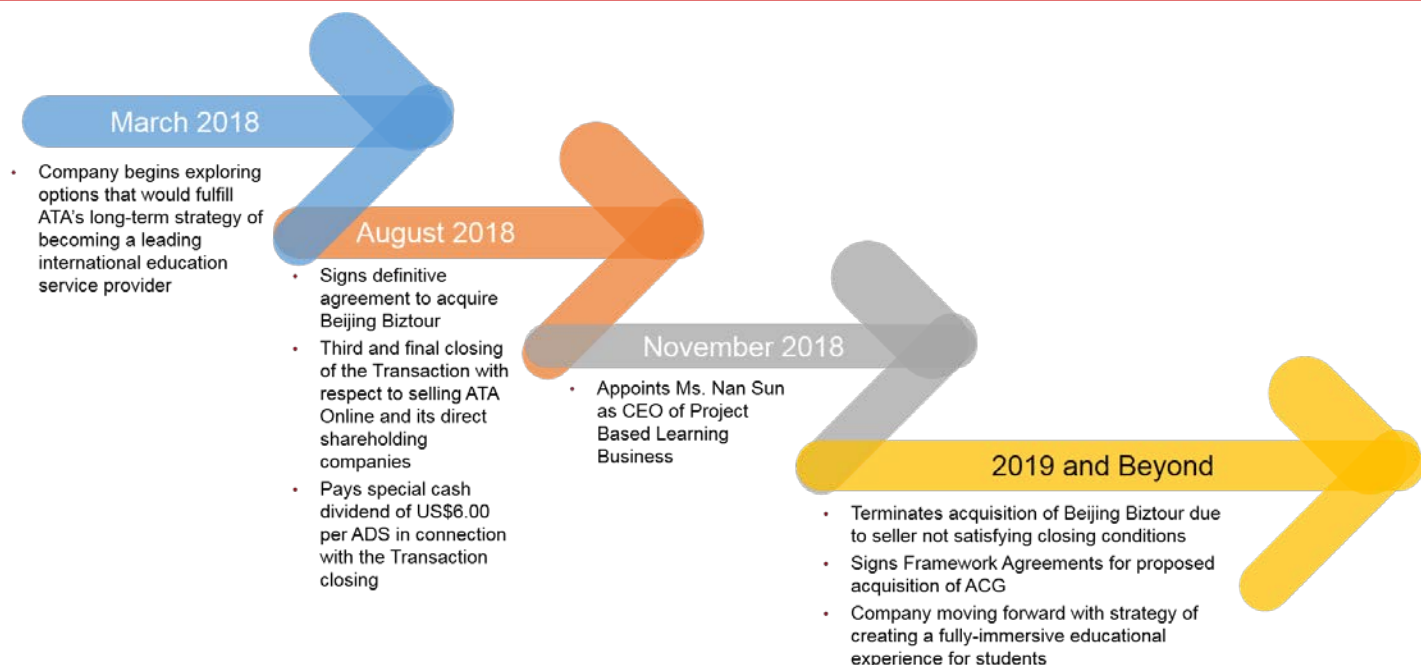 March 2018
• Company begins exploring
options that would fulfill
ATA's long-term strategy of
becoming a leading
international education
service provider
August 2018
• Signs definitive
agreement to acquire
Beijing Biztour
• Third and final closing
of the Transaction with
respect to selling ATA
Online and its direct
shareholding
companies
• Pays special cash
dividend of US$6.00
per ADS in connection
with the Transaction
closing
November 2018
• Appoints Ms. Nan Sun
as CEO of Project
Based Learning
Business
2019 and Beyond
• Terminates acquisition of Beijing Biztour due
to seller not satisfying closing conditions
• Signs Framework Agreements for proposed
acquisition of ACG
• Company moving forward with strategy of
creating a fully-immersive educational
experience for students